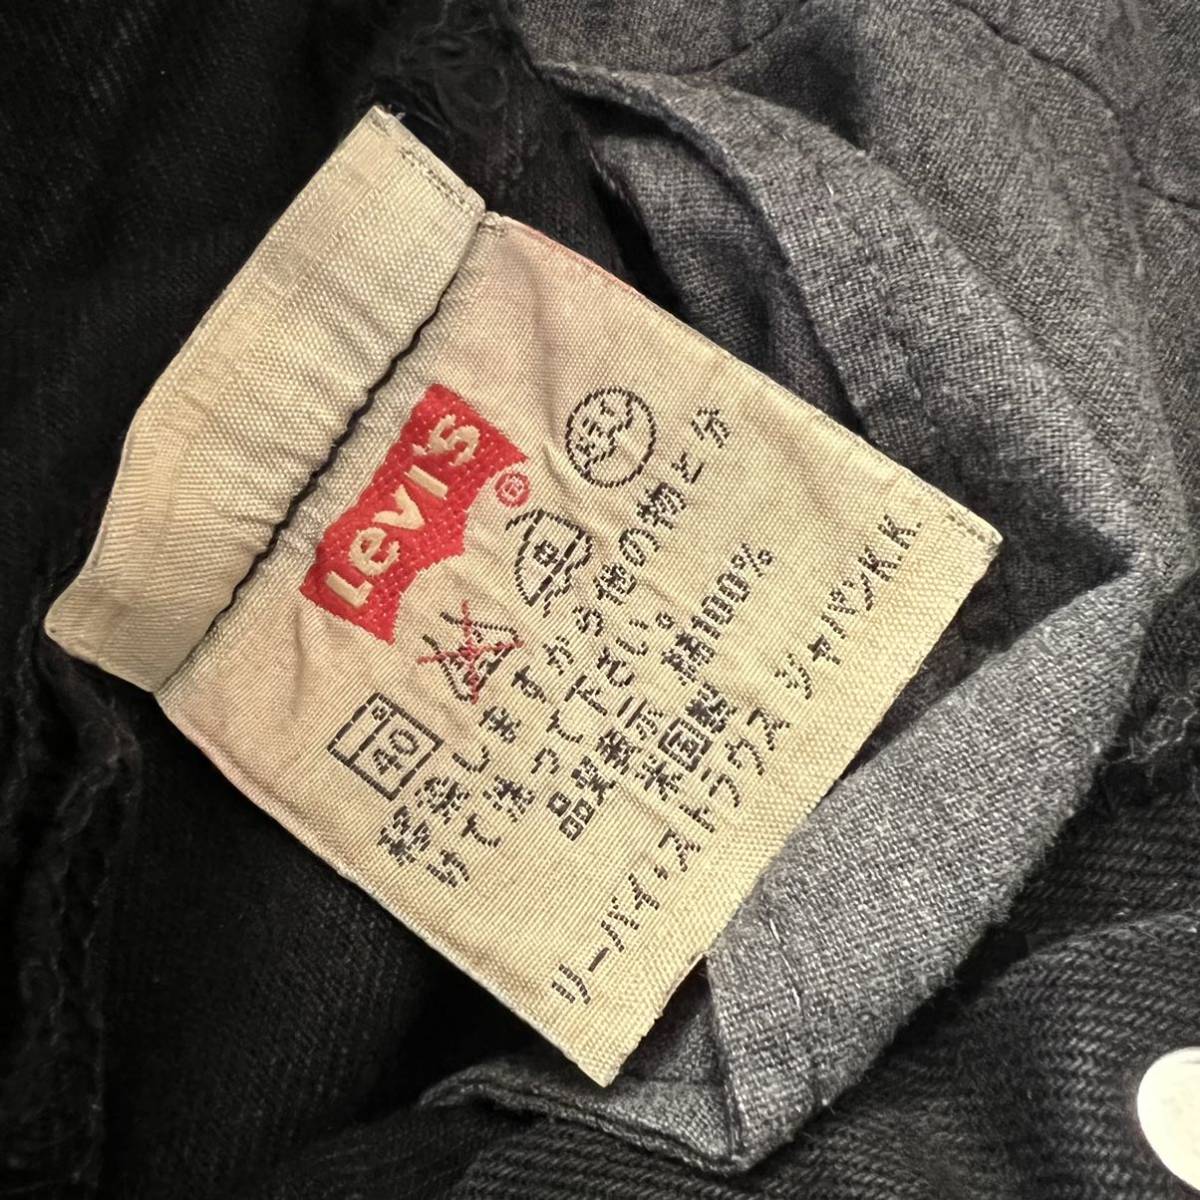 Levi's ®
40
移染しますから他の物と分
けて洗って下さい。
品質表示 綿100%
米国製
リーバイ・ストラウス ジャパンK.K.